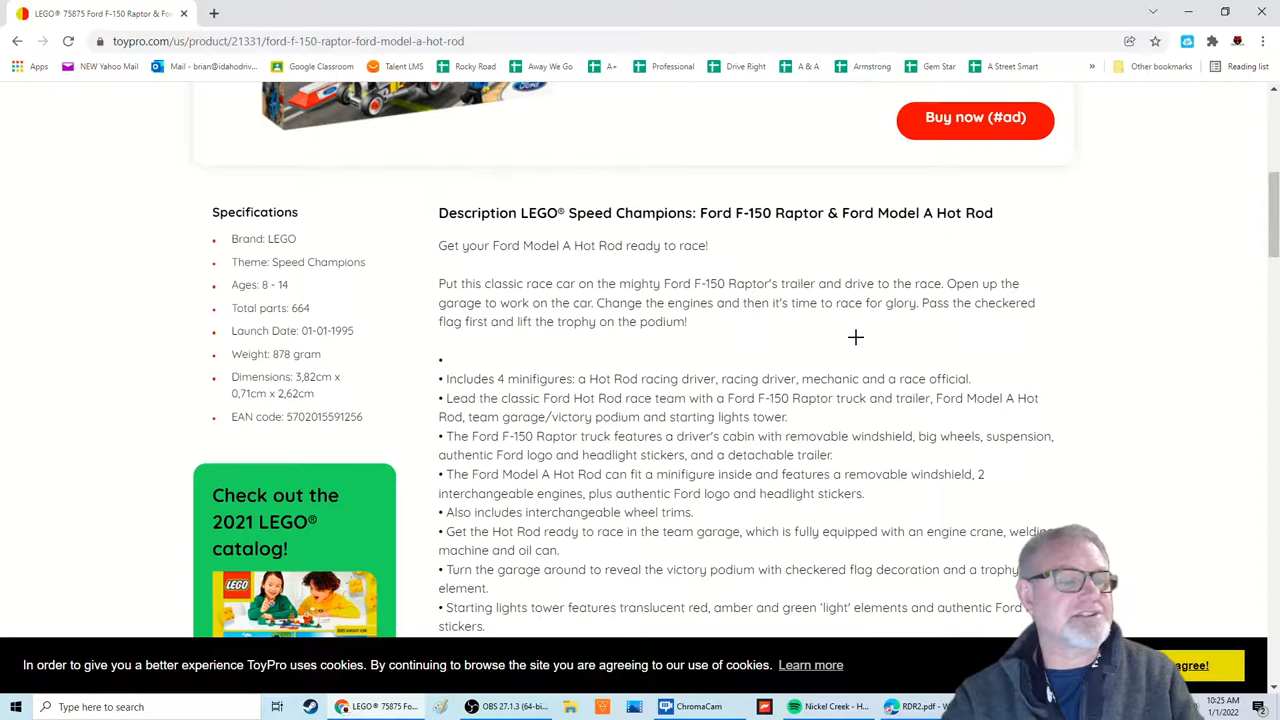 LEGO® 75875 Ford F-150 Raptor & Fo
toypro.com/us/product/21331/ford-f-150-raptor-ford-model-a-hot-rod
Apps NEW Yahoo Mail Mail - brian@idahodriv... Google Classroom Talent LMS Rocky Road Away We Go A+ Professional Drive Right A & A Armstrong Gem Star A Street Smart » Other bookmarks Reading list
Ford
Buy now (#ad)
Specifications
• Brand: LEGO
• Theme: Speed Champions
• Ages: 8 - 14
• Total parts: 664
• Launch Date: 01-01-1995
• Weight: 878 gram
• Dimensions: 3,82cm x
0,71cm x 2,62cm
• EAN code: 5702015591256
Check out the
2021 LEGO®
catalog!
LEGO
Description LEGO® Speed Champions: Ford F-150 Raptor & Ford Model A Hot Rod
Get your Ford Model A Hot Rod ready to race!
Put this classic race car on the mighty Ford F-150 Raptor's trailer and drive to the race. Open up the
garage to work on the car. Change the engines and then it's time to race for glory. Pass the checkered
flag first and lift the trophy on the podium!
•
• Includes 4 minifigures: a Hot Rod racing driver, racing driver, mechanic and a race official.
• Lead the classic Ford Hot Rod race team with a Ford F-150 Raptor truck and trailer, Ford Model A Hot
Rod, team garage/victory podium and starting lights tower.
• The Ford F-150 Raptor truck features a driver's cabin with removable windshield, big wheels, suspension,
authentic Ford logo and headlight stickers, and a detachable trailer.
• The Ford Model A Hot Rod can fit a minifigure inside and features a removable windshield, 2
interchangeable engines, plus authentic Ford logo and headlight stickers.
• Also includes interchangeable wheel trims.
• Get the Hot Rod ready to race in the team garage, which is fully equipped with an engine crane, welding
machine and oil can.
• Turn the garage around to reveal the victory podium with checkered flag decoration and a trophy
element.
• Starting lights tower features translucent red, amber and green 'light' elements and authentic Ford
stickers.
In order to give you a better experience ToyPro uses cookies. By continuing to browse the site you are agreeing to our use of cookies. Learn more
agree!
Type here to search
LEGO® 75875 Fo... OBS 27.1.3 (64-bi... ChromaCam Nickel Creek - H... RDR2.pdf - W
10:25 AM
1/1/2022
2